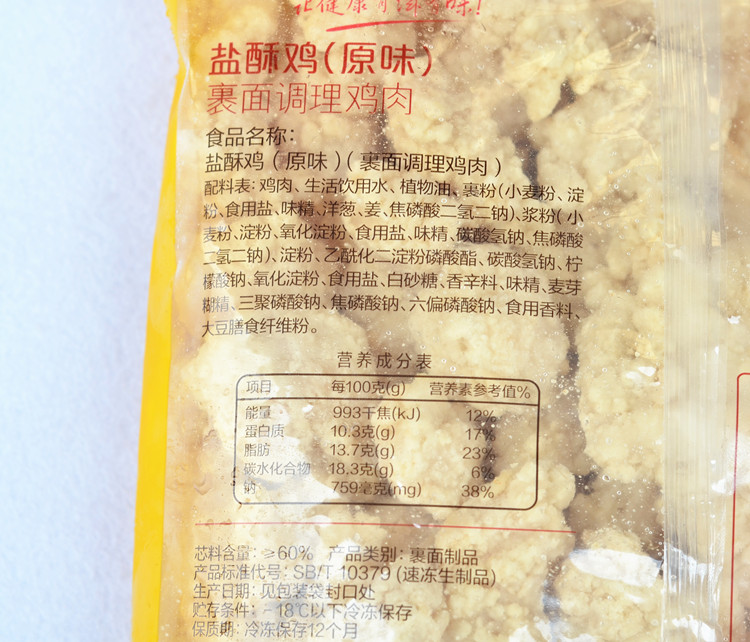 盐酥鸡(原味)
裹面调理鸡肉
食品名称:
盐酥鸡(原味)(裹面调理鸡肉)
配料表:鸡肉、生活饮用水、植物油、裹粉(小麦粉、淀
粉、食用盐、味精、洋葱、姜、焦磷酸二氢二钠)、浆粉(小
麦粉、淀粉、氧化淀粉、食用盐、味精、碳酸氢钠、焦磷酸
二氢二钠)、淀粉、乙酰化二淀粉磷酸酯、碳酸氢钠、柠
檬酸钠、氧化淀粉、食用盐、白砂糖、香辛料、味精、麦芽
糊精、三聚磷酸钠、焦磷酸钠、六偏磷酸钠、食用香料、
大豆膳食纤维粉。
营养成分表
项目 每100克(g) 营养素参考值%
能量 993千焦(kJ) 12%
蛋白质 10.3克(g) 17%
脂肪 13.7克(g) 23%
碳水化合物 18.3克(g) 6%
钠 759毫克(mg) 38%
芯料含量:≥60% 产品类别:裹面制品
产品标准代号:SB/T 10379(速冻生制品)
生产日期:见包装袋封口处
贮存条件:-18℃以下冷冻保存
保质期:冷冻保存12个月